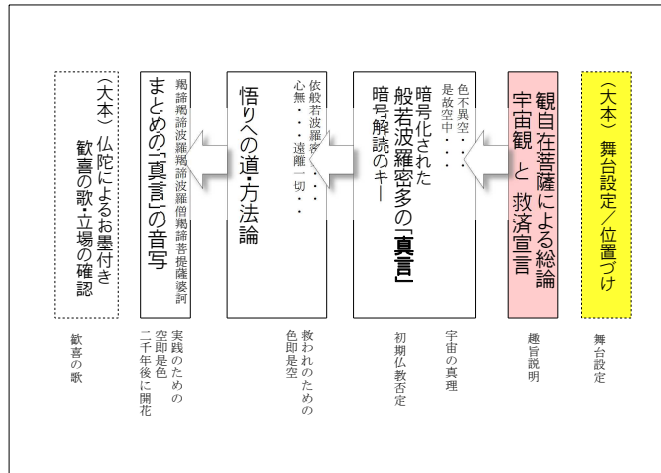 (大本) 舞台設定/位置づけ
舞台設定
観自在菩薩による総論
宇宙観 と 救済宣言
趣旨説明
色不異空・・・
是故空中・・・
暗号化された
般若波羅密多の「真言」
暗号解読のキー
宇宙の真理
初期仏教否定
依般若波羅密・・・
心無・・・遠離一切・・
悟りへの道・方法論
救われのための
色即是空
羯諦羯諦波羅羯諦波羅僧羯諦菩提薩婆訶
まとめの「真言」の音写
実践のための
空即是色
二千年後に開花
(大本) 仏陀によるお墨付き
歓喜の歌・立場の確認
歓喜の歌